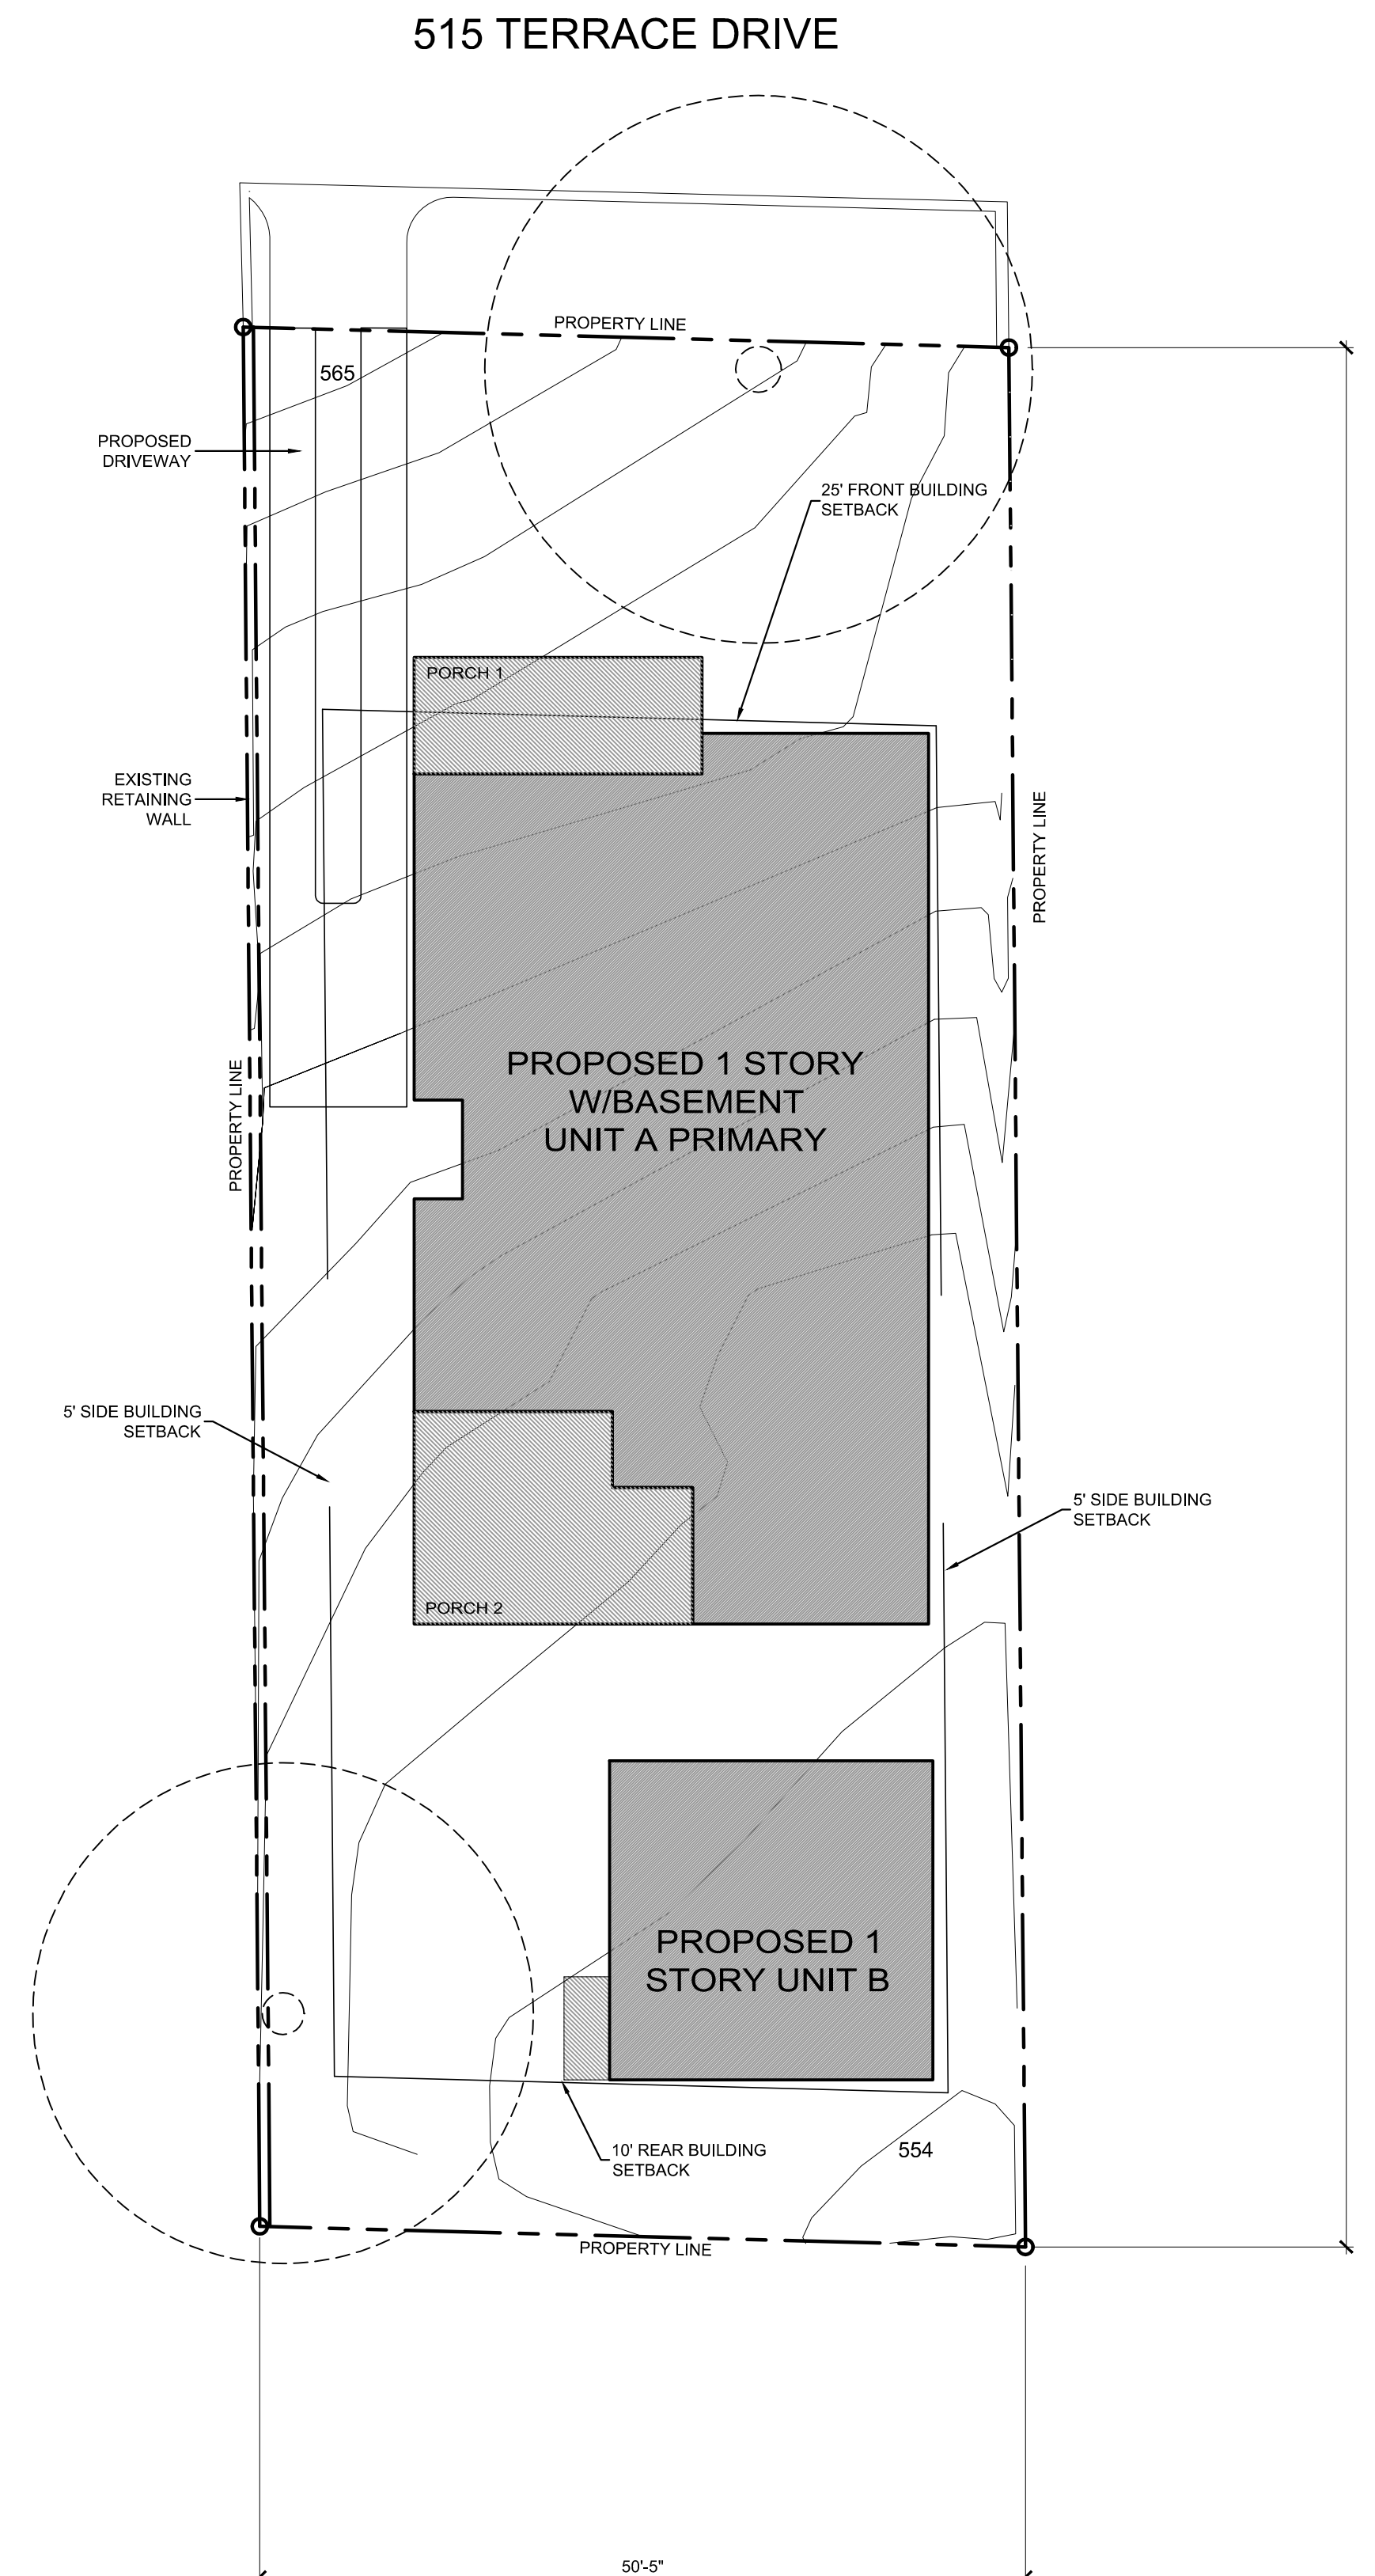 515 TERRACE DRIVE
PROPERTY LINE
565
PROPOSED
DRIVEWAY
25' FRONT BUILDING
SETBACK
PORCH 1
EXISTING
RETAINING
WALL
PROPERTY LINE
PROPOSED 1 STORY
W/BASEMENT
UNIT A PRIMARY
PROPERTY LINE
5' SIDE BUILDING
SETBACK
5' SIDE BUILDING
SETBACK
PORCH 2
PROPOSED 1
STORY UNIT B
10' REAR BUILDING
SETBACK
554
PROPERTY LINE
50'-5"